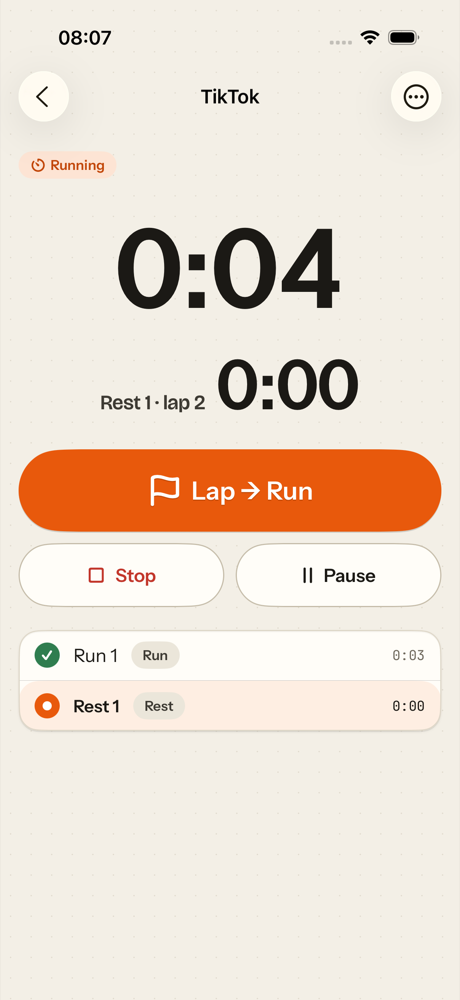 08:07
TikTok
Running
0:04
Rest 1 · lap 2 0:00
Lap → Run
Stop
Pause
Run 1 Run 0:03
Rest 1 Rest 0:00